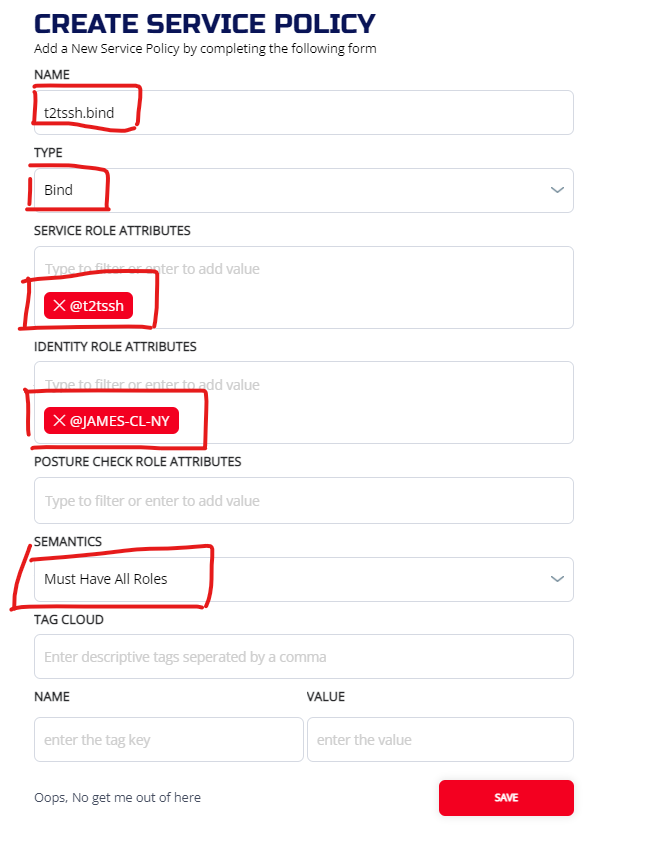 CREATE SERVICE POLICY
Add a New Service Policy by completing the following form
NAME
t2tssh.bind
TYPE
Bind
SERVICE ROLE ATTRIBUTES
Type to filter or enter to add value
@t2tssh
IDENTITY ROLE ATTRIBUTES
Type to filter or enter to add value
@JAMES-CL-NY
POSTURE CHECK ROLE ATTRIBUTES
Type to filter or enter to add value
SEMANTICS
Must Have All Roles
TAG CLOUD
Enter descriptive tags seperated by a comma
NAME VALUE
enter the tag key enter the value
Oops, No get me out of here SAVE